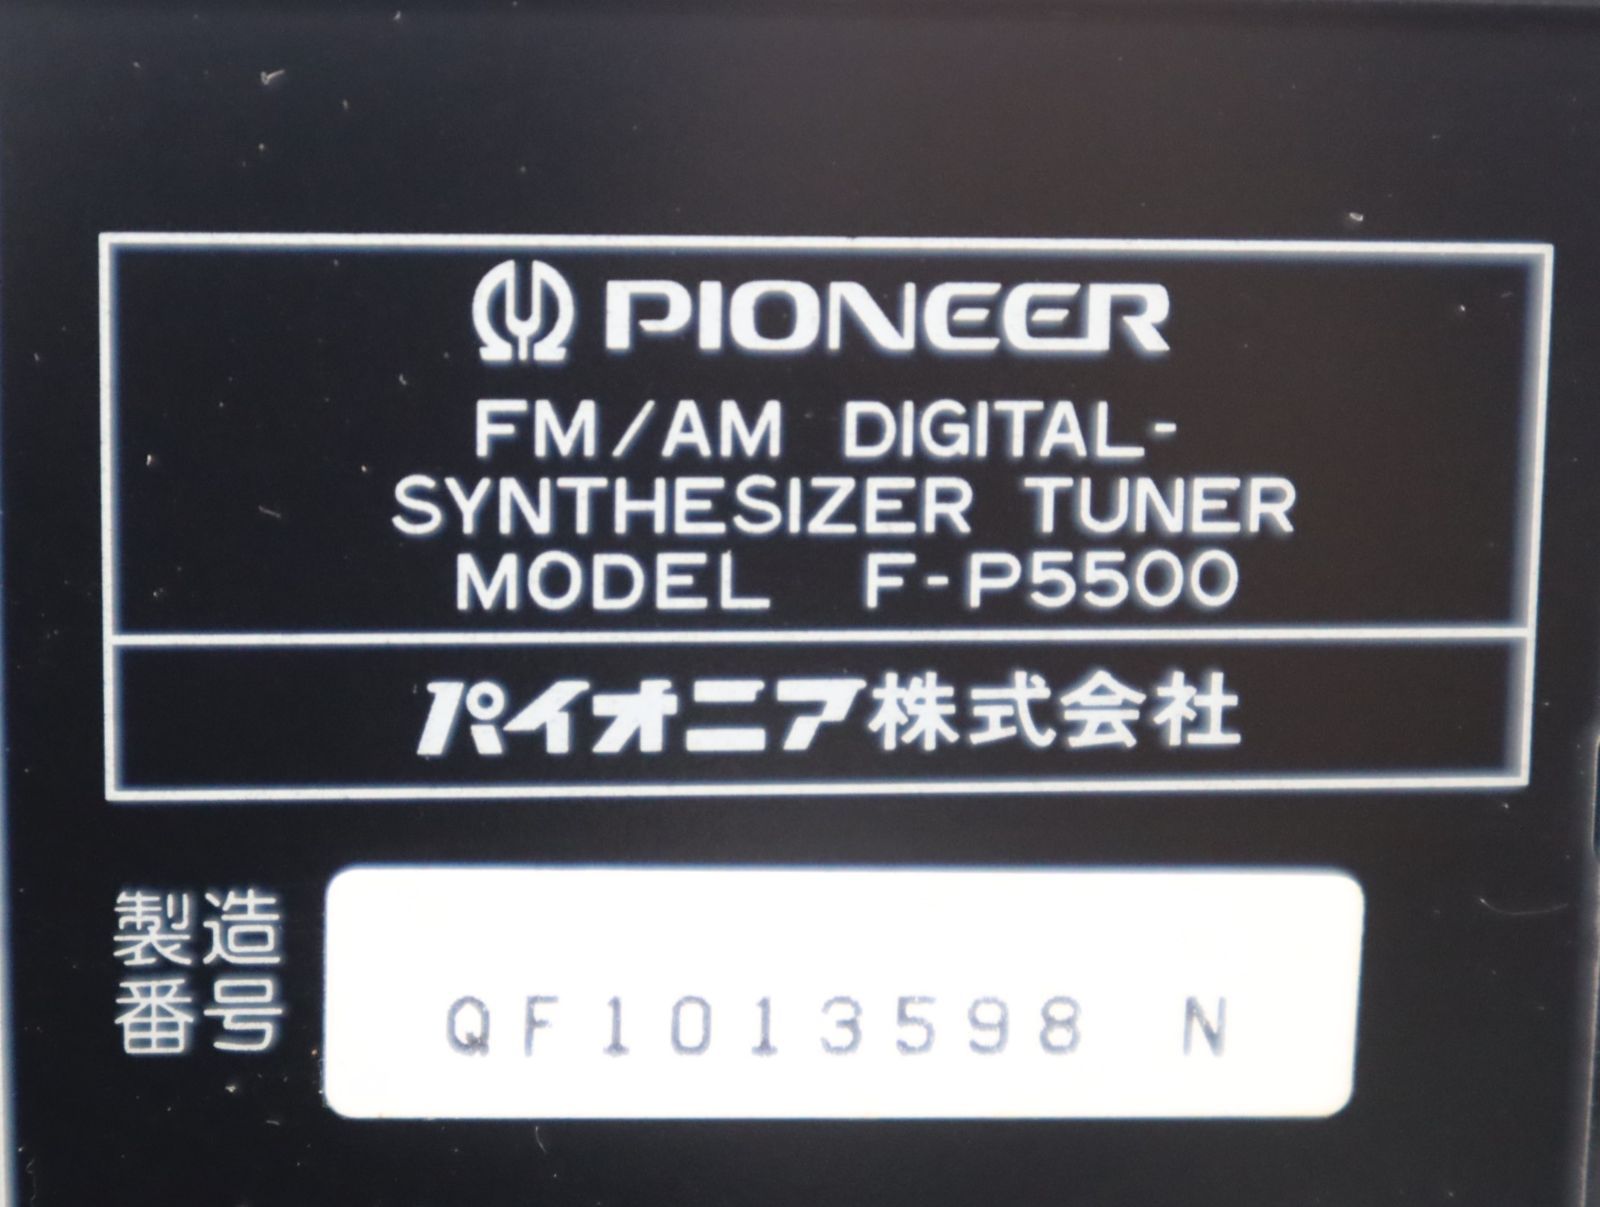 PIONEER
FM/AM DIGITAL-
SYNTHESIZER TUNER
MODEL F-P5500
パイオニア株式会社
製造
番号
QF1013598 N